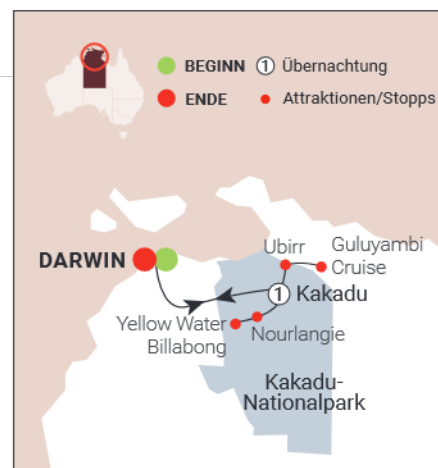 BEGINN
1 Übernachtung
ENDE
Attraktionen/Stopps
Ubirr
Guluyambi
Cruise
DARWIN
1 Kakadu
Yellow Water
Billabong
Nourlangie
Kakadu-
Nationalpark